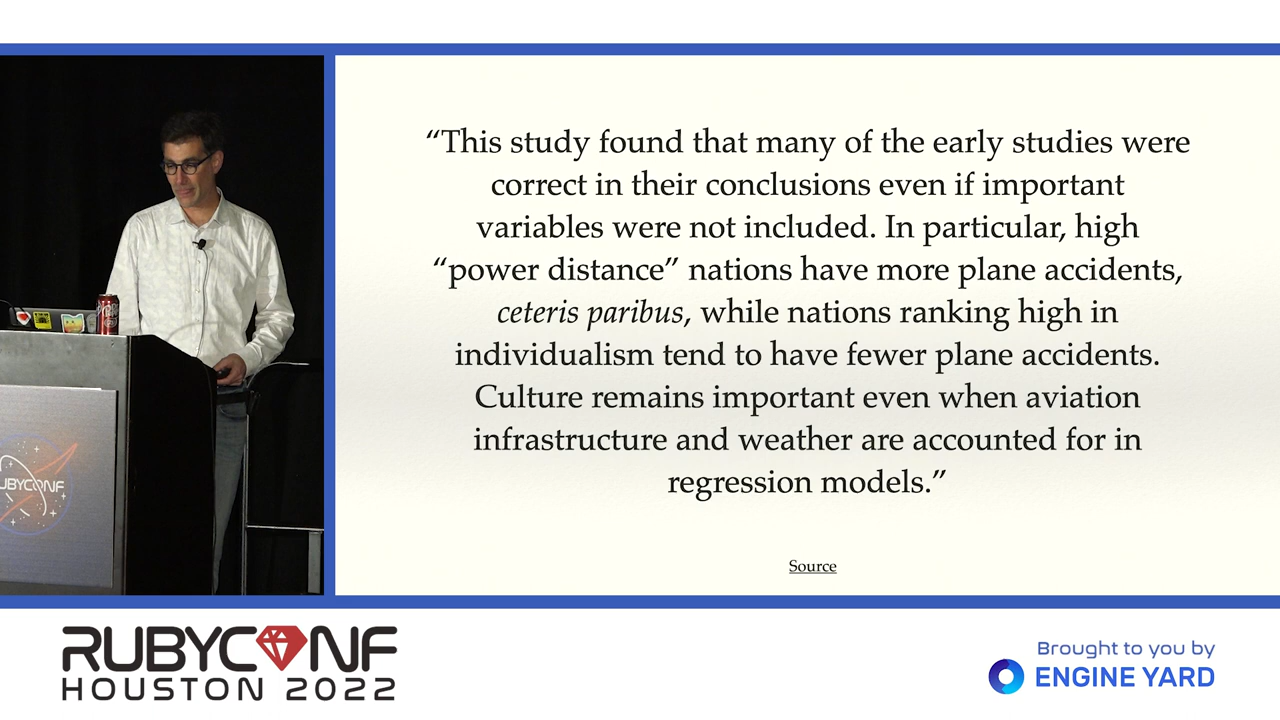 “This study found that many of the early studies were
correct in their conclusions even if important
variables were not included. In particular, high
“power distance” nations have more plane accidents,
ceteris paribus, while nations ranking high in
individualism tend to have fewer plane accidents.
Culture remains important even when aviation
infrastructure and weather are accounted for in
regression models.”
Source
UBYCONF
RUBYCONF
HOUSTON 2022
Brought to you by
ENGINE YARD